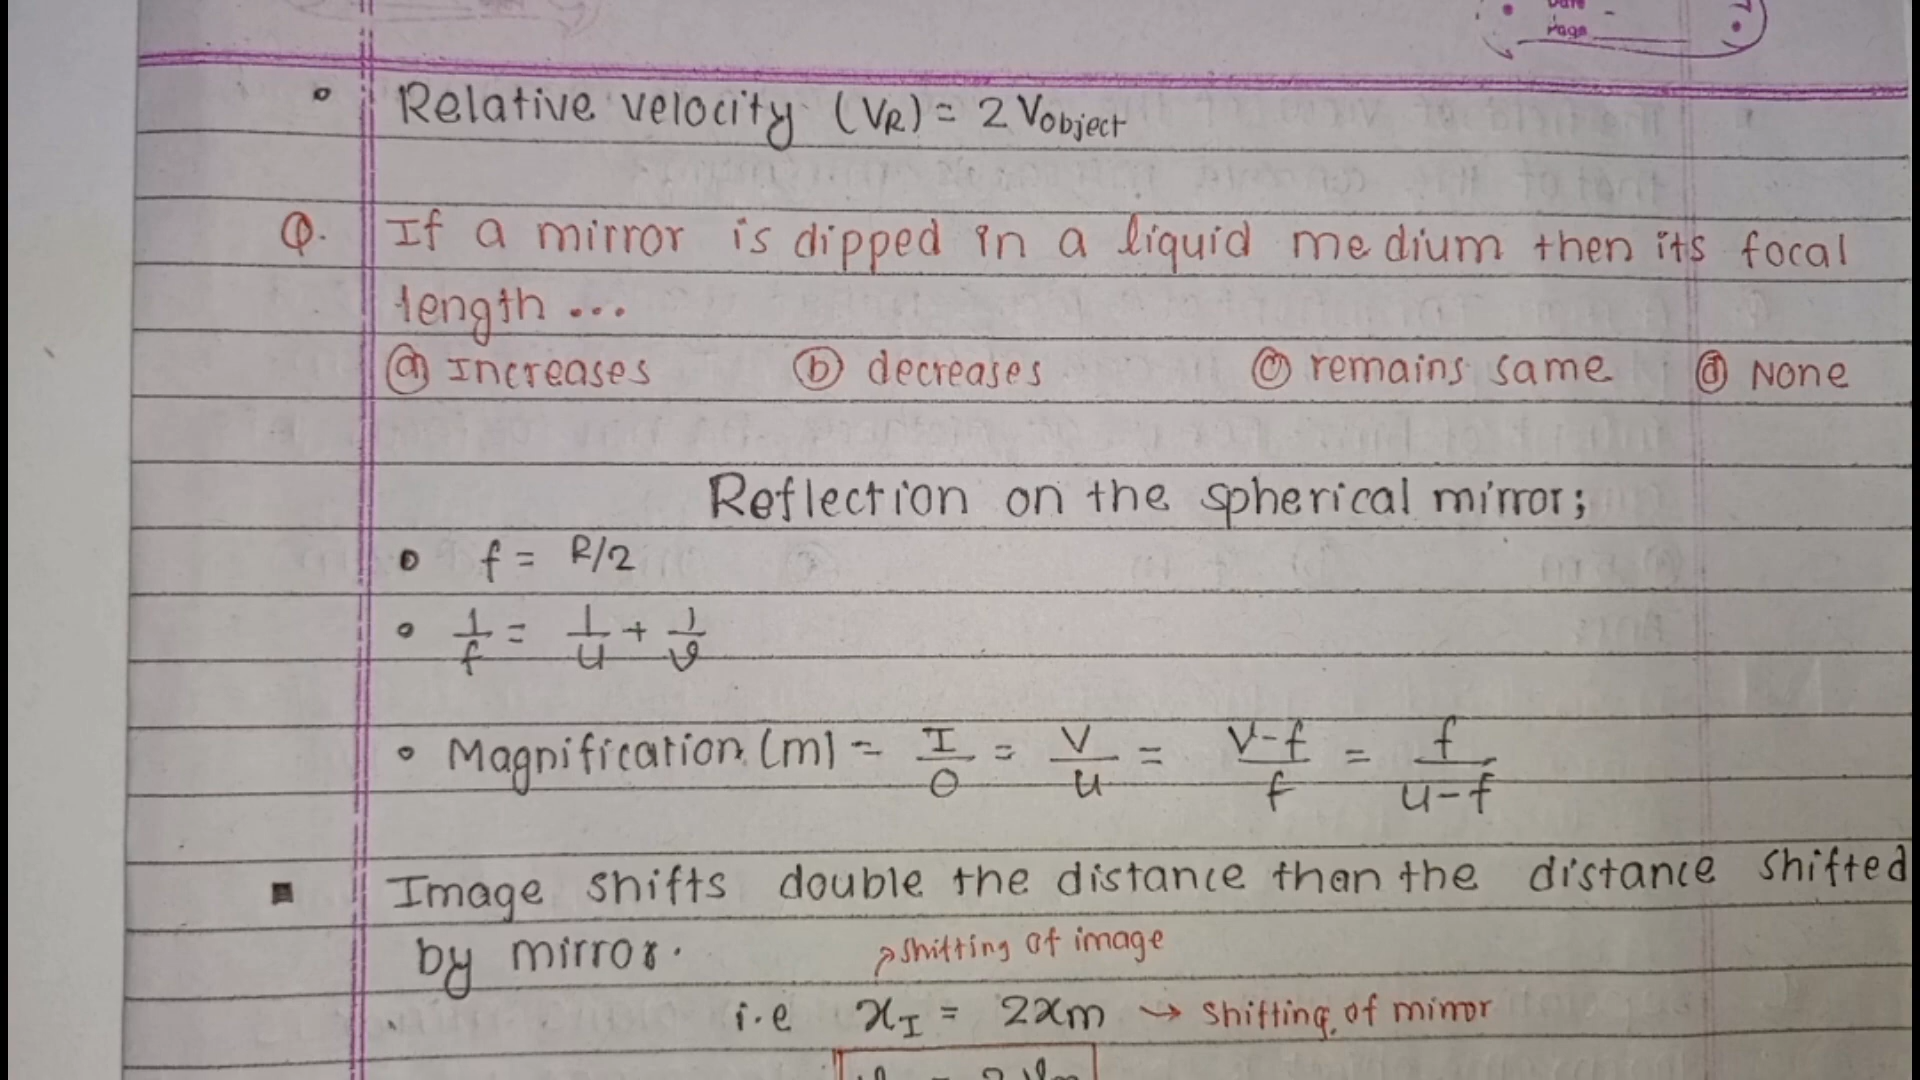 Date -
Page
• Relative velocity (VR) = 2 Vobject
Q. If a mirror is dipped in a liquid medium then its focal
length ...
(a) Increases (b) decreases (c) remains same (d) None
Reflection on the spherical mirror;
• f = R/2
• 1/f = 1/u + 1/v
• Magnification (m) = I/O = V/u = V-f/f = f/u-f
■ Image shifts double the distance than the distance shifted
by mirror.
↗ shifting of image
i.e xI = 2xm → shifting of mirror